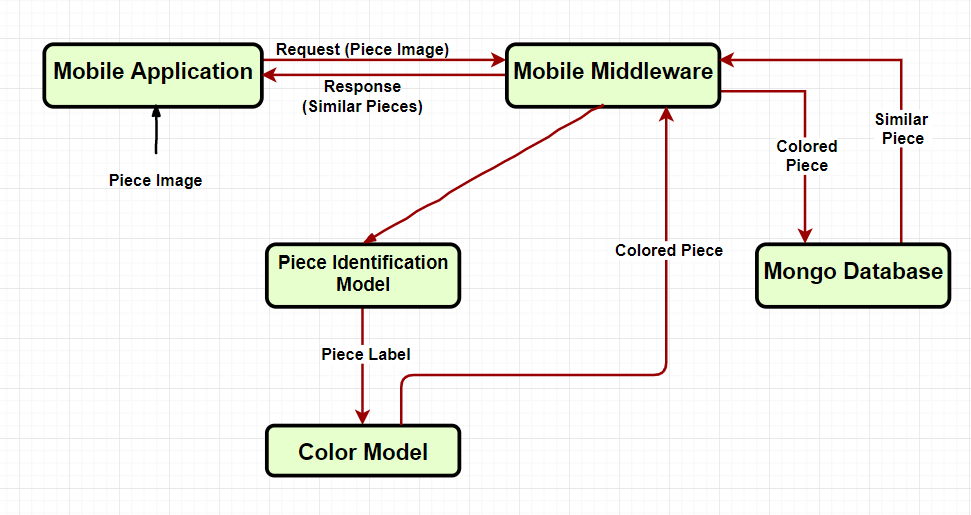 Mobile Application
Request (Piece Image)
Response
(Similar Pieces)
Mobile Middleware
Similar
Piece
Colored
Piece
Piece Image
Piece Identification
Model
Colored Piece
Mongo Database
Piece Label
Color Model